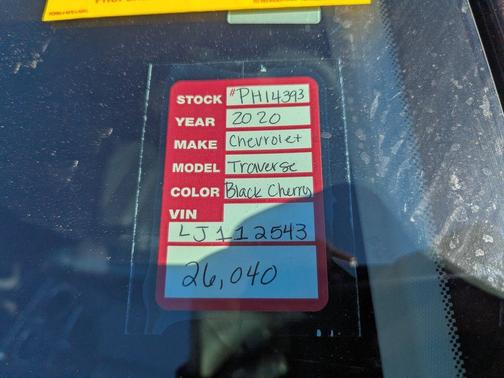 STOCK #PH14393
YEAR 2020
MAKE Chevrolet
MODEL Traverse
COLOR Black Cherry
VIN
LJ112543
26,040